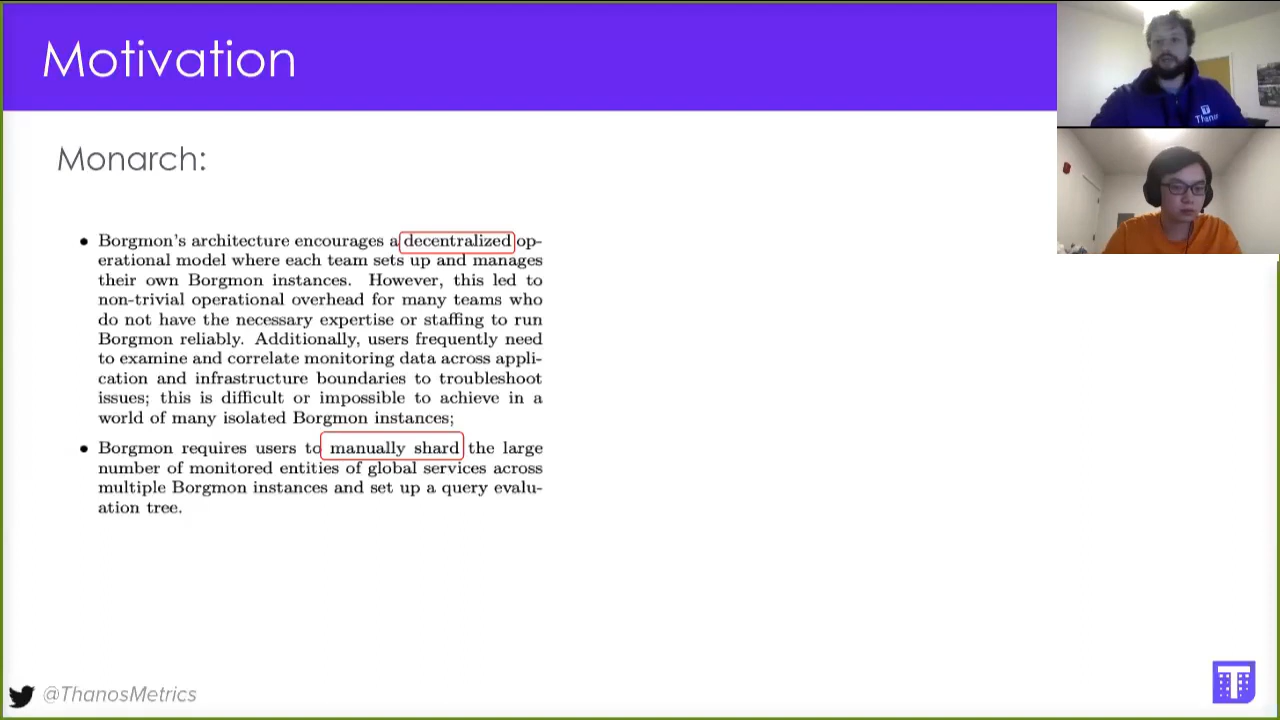 Motivation
Monarch:
• Borgmon's architecture encourages a decentralized op-
erational model where each team sets up and manages
their own Borgmon instances. However, this led to
non-trivial operational overhead for many teams who
do not have the necessary expertise or staffing to run
Borgmon reliably. Additionally, users frequently need
to examine and correlate monitoring data across appli-
cation and infrastructure boundaries to troubleshoot
issues; this is difficult or impossible to achieve in a
world of many isolated Borgmon instances;
• Borgmon requires users to manually shard the large
number of monitored entities of global services across
multiple Borgmon instances and set up a query evalu-
ation tree.
@ThanosMetrics
T
Thanos
T